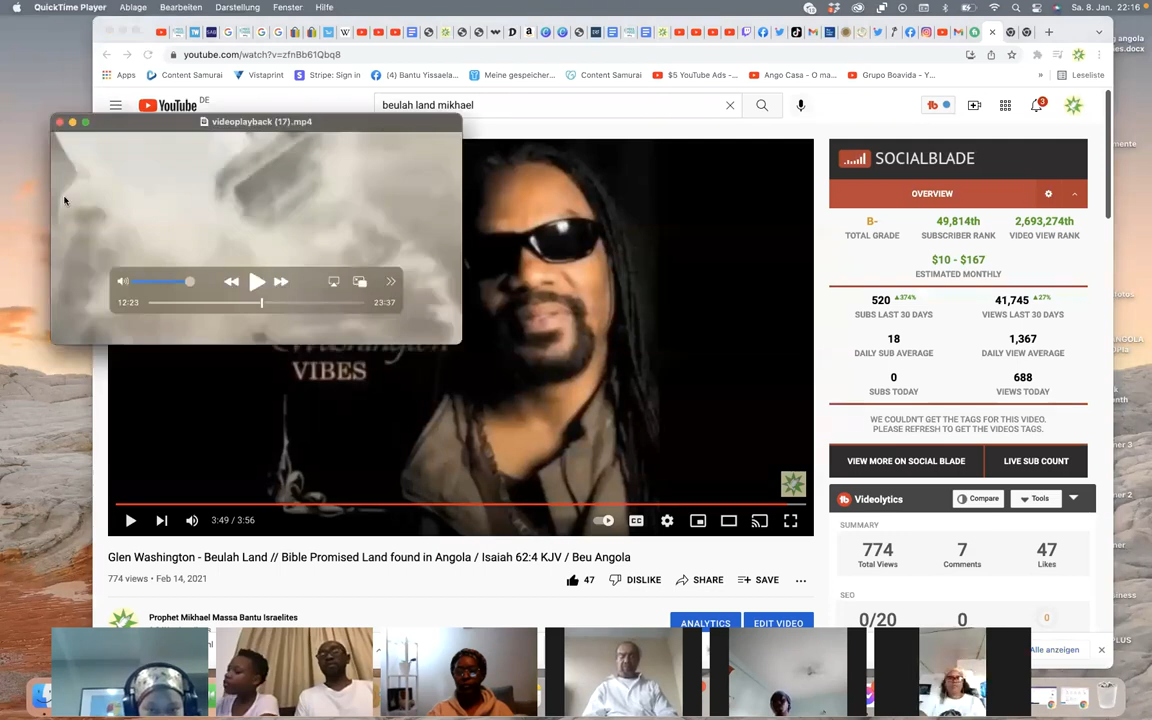 QuickTime Player Ablage Bearbeiten Darstellung Fenster Hilfe Sa. 8. Jan. 22:16
youtube.com/watch?v=zfnBb61Qbq8
Apps Content Samurai Vistaprint Stripe: Sign in (4) Bantu Yissaela... Meine gespeicher... Content Samurai $5 YouTube Ads -... Ango Casa - O ma... Grupo Boavida - Y... » Leseliste
YouTube DE beulah land mikhael 3
videoplayback (17).mp4
12:23 23:37
VIBES
3:49 / 3:56
Glen Washington - Beulah Land // Bible Promised Land found in Angola / Isaiah 62:4 KJV / Beu Angola
774 views • Feb 14, 2021 47 DISLIKE SHARE SAVE ...
Prophet Mikhael Massa Bantu Israelites ANALYTICS EDIT VIDEO
SOCIALBLADE
OVERVIEW
B- 49,814th 2,693,274th
TOTAL GRADE SUBSCRIBER RANK VIDEO VIEW RANK
$10 - $167
ESTIMATED MONTHLY
520 ▲374% 41,745 ▲27%
SUBS LAST 30 DAYS VIEWS LAST 30 DAYS
18 1,367
DAILY SUB AVERAGE DAILY VIEW AVERAGE
0 688
SUBS TODAY VIEWS TODAY
WE COULDN'T GET THE TAGS FOR THIS VIDEO.
PLEASE REFRESH TO GET THE VIDEOS TAGS.
VIEW MORE ON SOCIAL BLADE LIVE SUB COUNT
Videolytics Compare Tools
SUMMARY
774 7 47
Total Views Comments Likes
SEO
0/20 0 0
Alle anzeigen